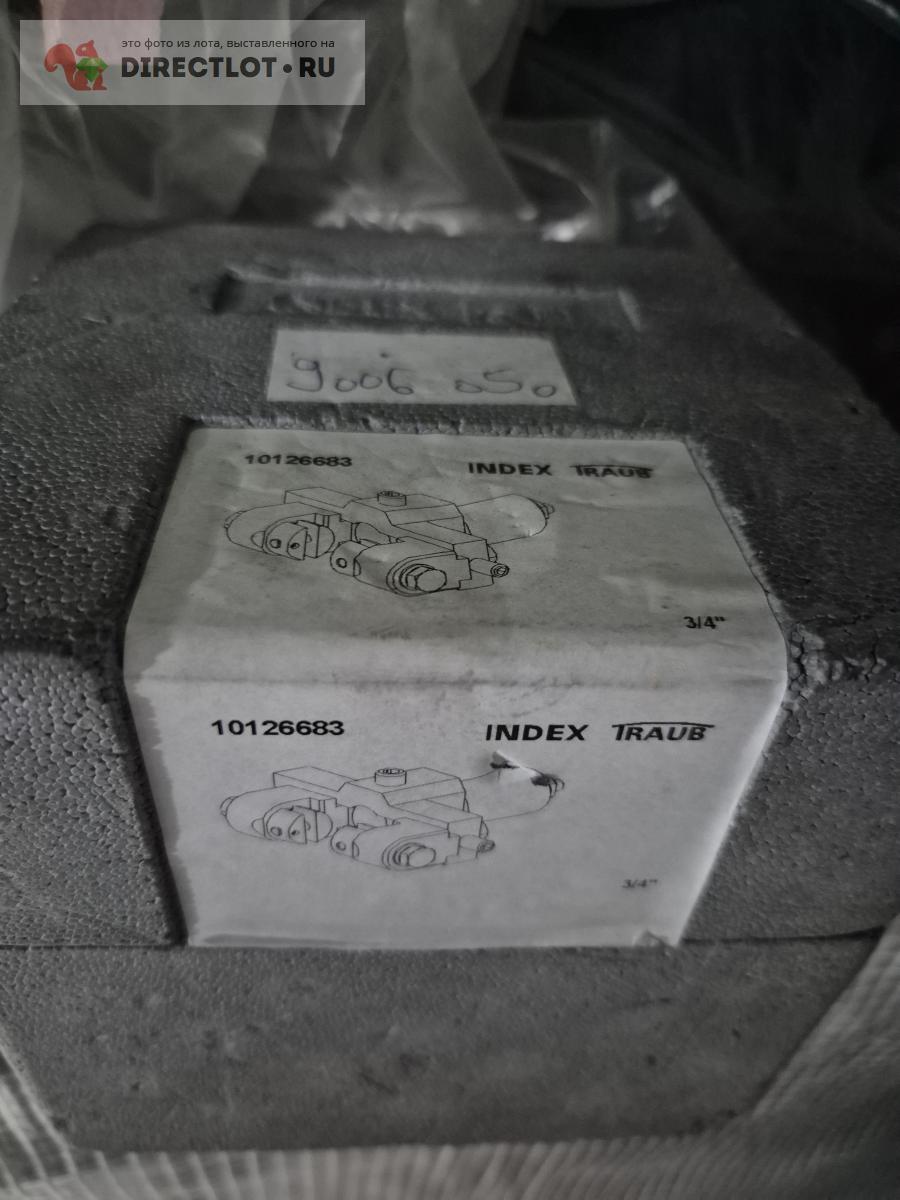 это фото из лота, выставленного на
DIRECTLOT.RU
9006 050
10126683 INDEX TRAUB
3/4"
10126683 INDEX TRAUB
3/4"